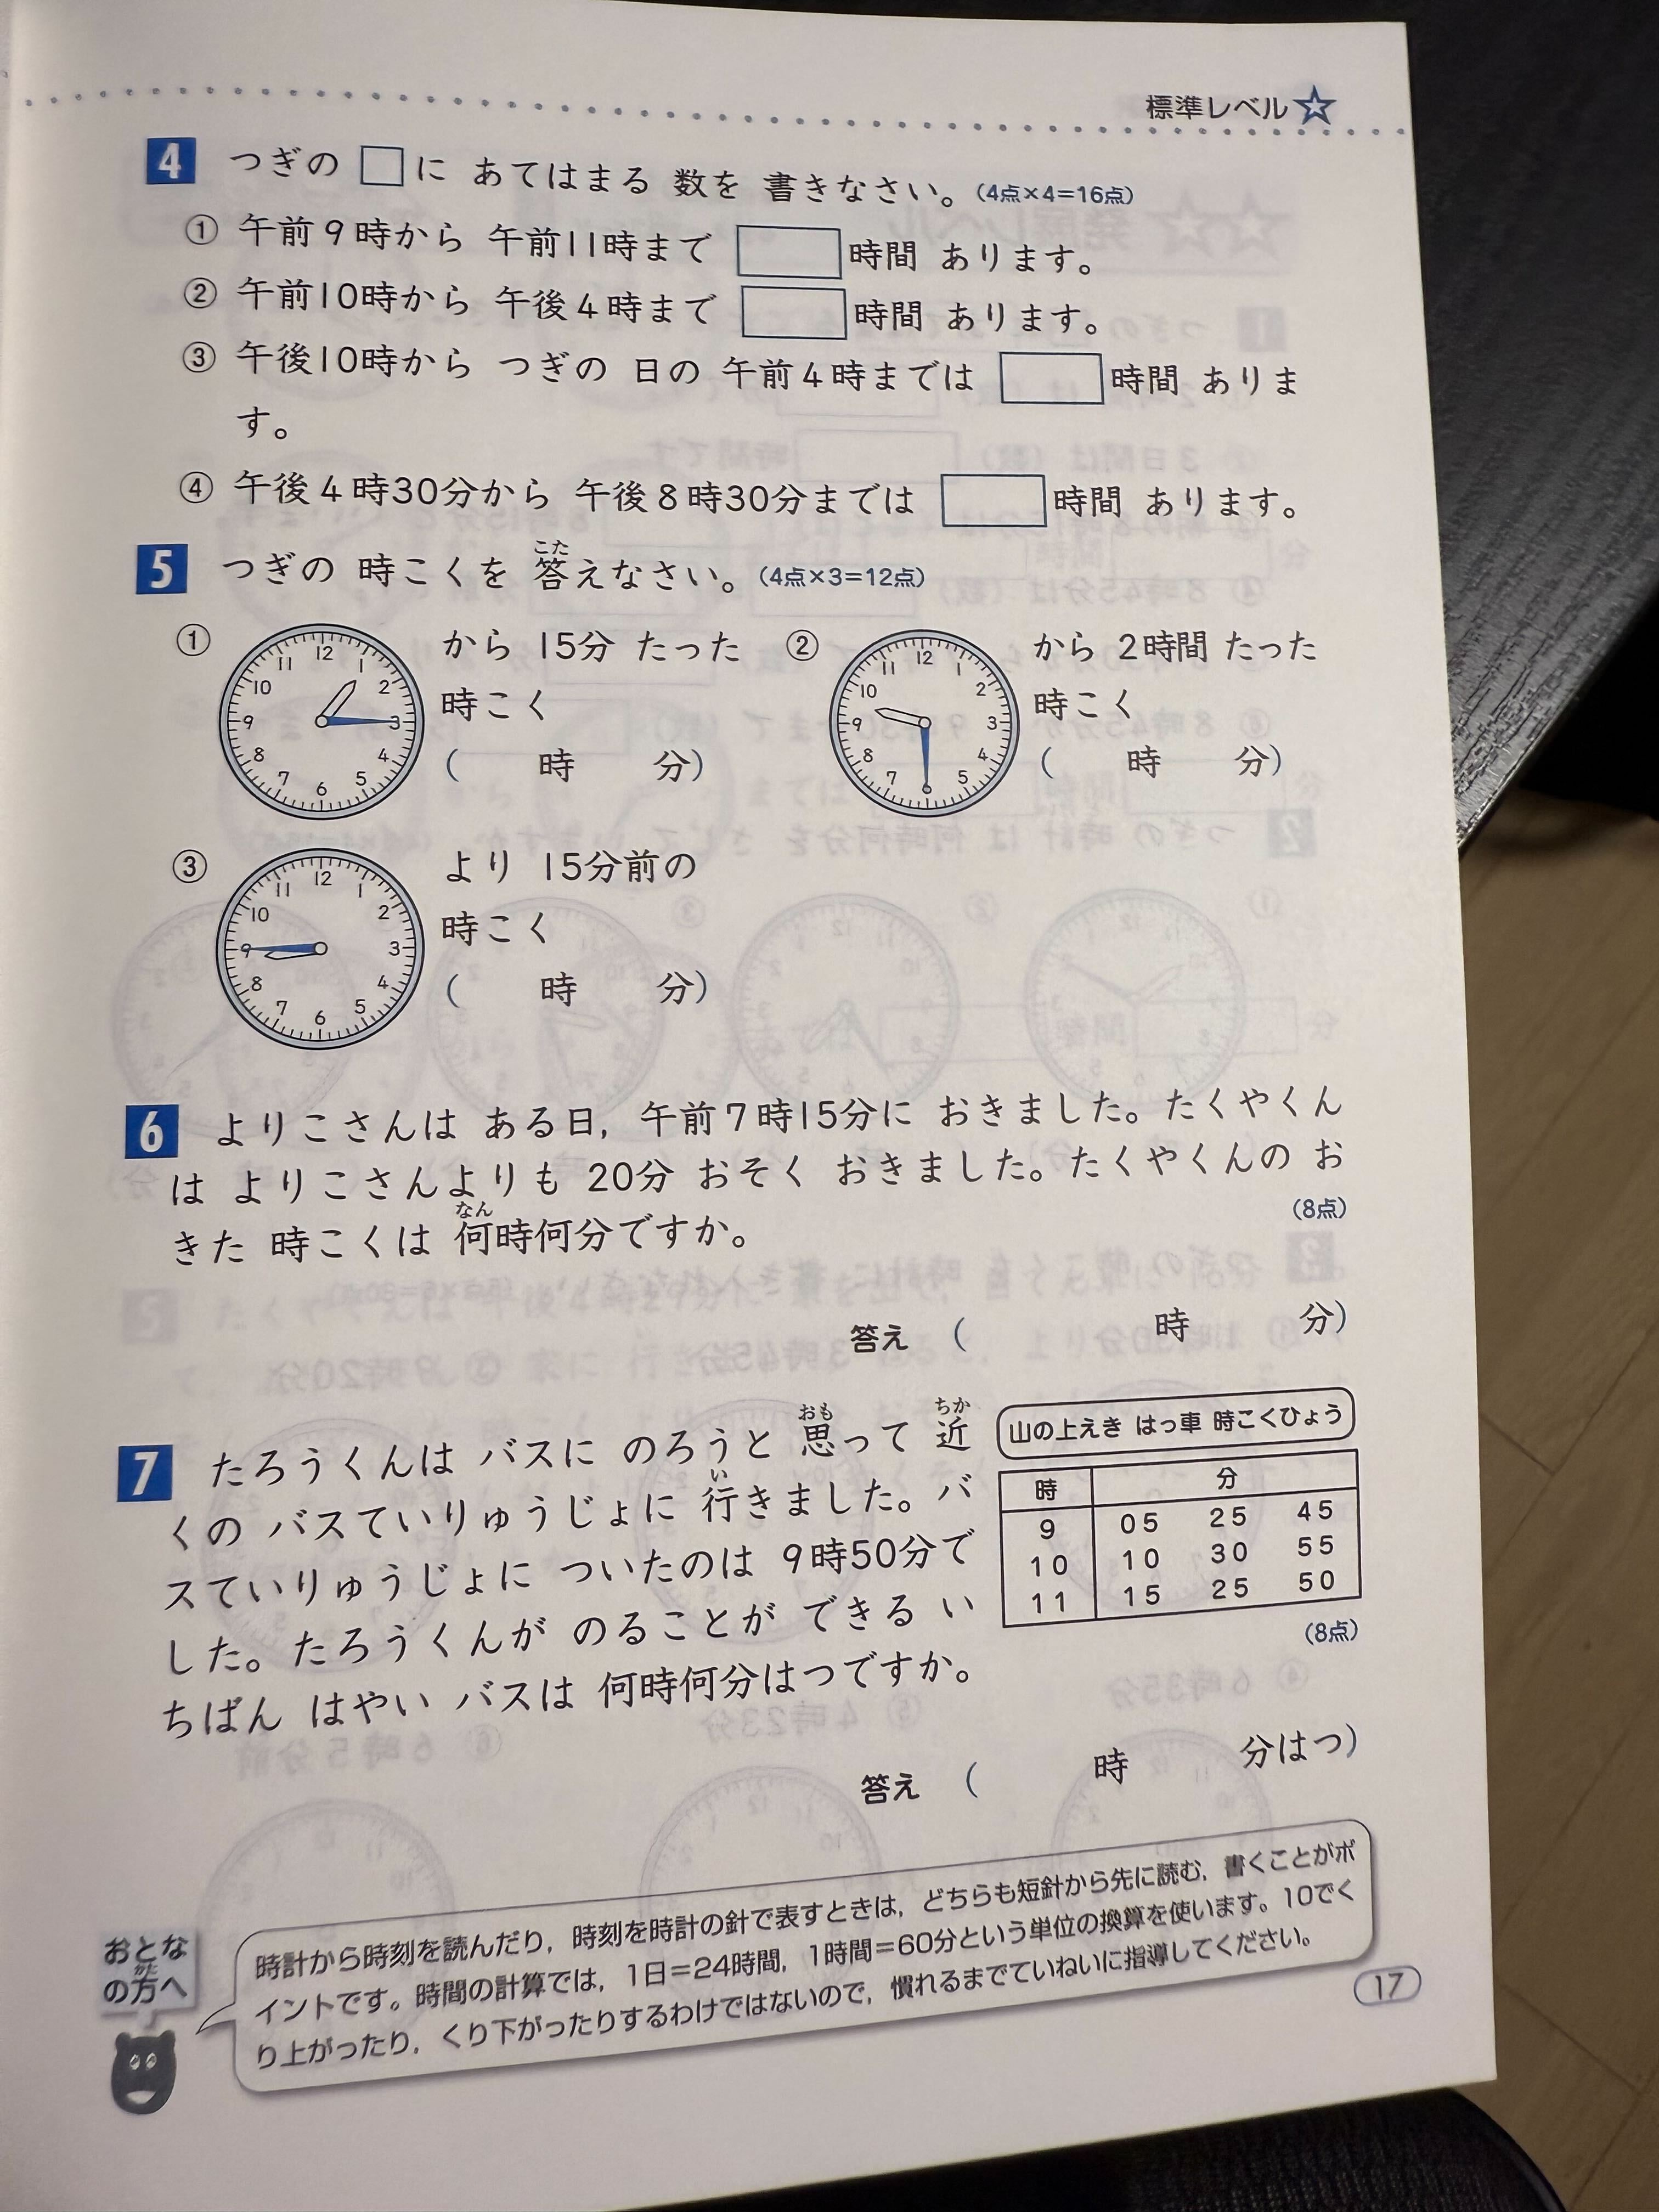 標準レベル
4 つぎの □に あてはまる 数を 書きなさい。(4点×4=16点)
① 午前9時から 午前11時まで 時間 あります。
② 午前10時から 午後4時まで 時間 あります。
③ 午後10時から つぎの 日の 午前4時までは 時間 ありま
す。
④ 午後4時30分から 午後8時30分までは 時間 あります。
5 つぎの 時こくを 答えなさい。(4点×3=12点)
こた
① から 15分 たった
時こく
( 時 分)
12 1 2 3 4 5 6 7 8 9 10 11
② から 2時間 たった
時こく
( 時 分)
12 1 2 3 5 7 8 9 10 11
③ より 15分前の
時こく
( 時 分)
12 1 2 3 4 5 6 7 8 9 10 11
6 よりこさんは ある日, 午前7時15分に おきました。たくやくん
は よりこさんよりも 20分 おそく おきました。たくやくんの お
きた 時こくは 何時何分ですか。
なん
(8点)
答え ( 時 分)
7 たろうくんは バスに のろうと 思って 近
おも ちか
くの バスていりゅうじょに 行きました。バ
い
スていりゅうじょに ついたのは 9時50分で
した。たろうくんが のることが できる い
ちばん はやい バスは 何時何分はつですか。
山の上えき はっ車 時こくひょう
時 分
9 05 25 45
10 10 30 55
11 15 25 50
(8点)
答え ( 時 分はつ)
おとな
の方へ
かた
時計から時刻を読んだり, 時刻を時計の針で表すときは, どちらも短針から先に読む, 書くことがポ
イントです。時間の計算では, 1日=24時間, 1時間=60分という単位の換算を使います。10でく
り上がったり, くり下がったりするわけではないので, 慣れるまでていねいに指導してください。
17